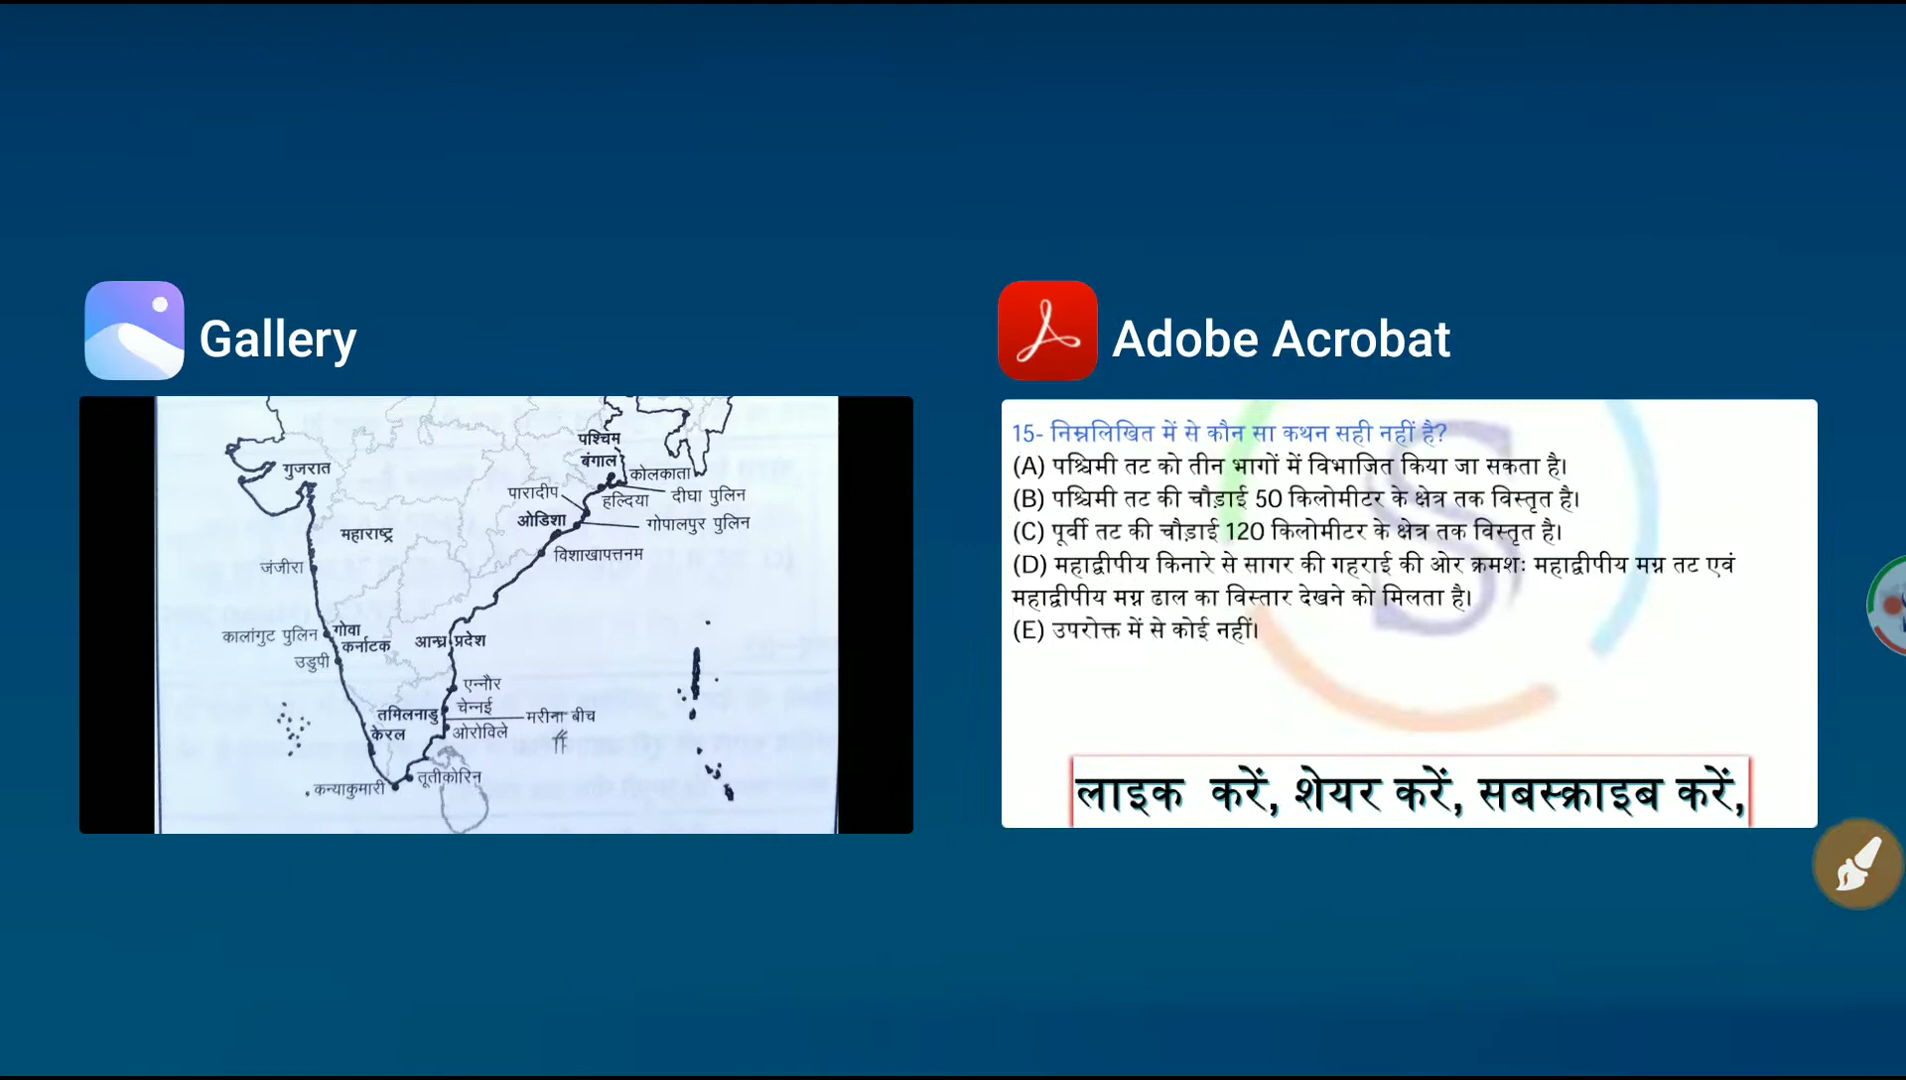 Gallery
पश्चिम
बंगाल
गुजरात
कोलकाता
पारादीप
हल्दिया
दीघा पुलिन
ओडिशा
गोपालपुर पुलिन
महाराष्ट्र
विशाखापत्तनम
जंजीरा
कालांगुट पुलिन
गोवा
कर्नाटक
आन्ध्र प्रदेश
उडुपी
एन्नौर
चेन्नई
तमिलनाडु
मरीना बीच
केरल
ओरोविले
तूतीकोरिन
कन्याकुमारी
Adobe Acrobat
15- निम्नलिखित में से कौन सा कथन सही नहीं है?
(A) पश्चिमी तट को तीन भागों में विभाजित किया जा सकता है।
(B) पश्चिमी तट की चौड़ाई 50 किलोमीटर के क्षेत्र तक विस्तृत है।
(C) पूर्वी तट की चौड़ाई 120 किलोमीटर के क्षेत्र तक विस्तृत है।
(D) महाद्वीपीय किनारे से सागर की गहराई की ओर क्रमशः महाद्वीपीय मग्न तट एवं
महाद्वीपीय मग्न ढाल का विस्तार देखने को मिलता है।
(E) उपरोक्त में से कोई नहीं।
लाइक करें, शेयर करें, सबस्क्राइब करें,